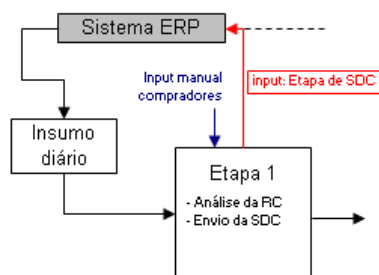 Sistema ERP
Input manual
compradores
input: Etapa de SDC
Insumo
diário
Etapa 1
- Análise da RC
- Envio da SDC